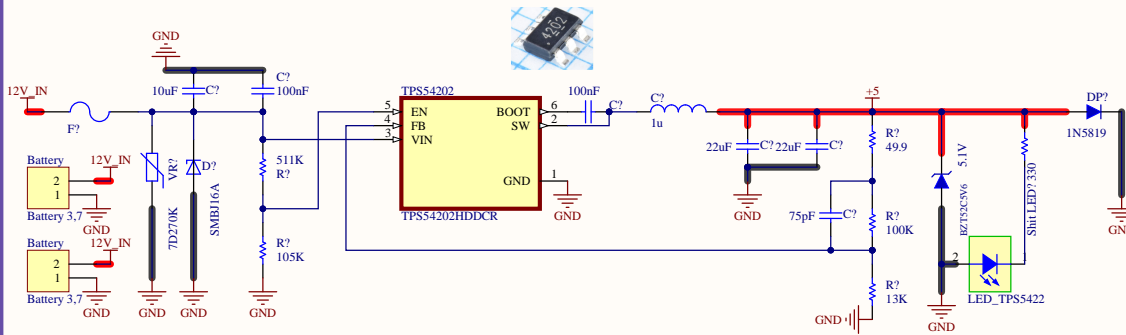 4202
GND
12V_IN
F?
10uF
C?
C?
100nF
TPS54202
5
EN
4
FB
3
VIN
BOOT
6
SW
2
GND
1
GND
TPS54202HDDCR
100nF
C?
C?
1u
+5
DP?
1N5819
22uF
C?
22uF
C?
GND
R?
49.9
75pF
C?
R?
100K
R?
13K
GND
5.1V
BZT52C5V6
Shit LED? 330
2
1
LED_TPS5422
GND
Battery
12V_IN
2
1
Battery 3,7
GND
Battery
12V_IN
2
1
Battery 3,7
GND
VR?
7D270K
GND
D?
SMBJ16A
GND
511K
R?
R?
105K
GND